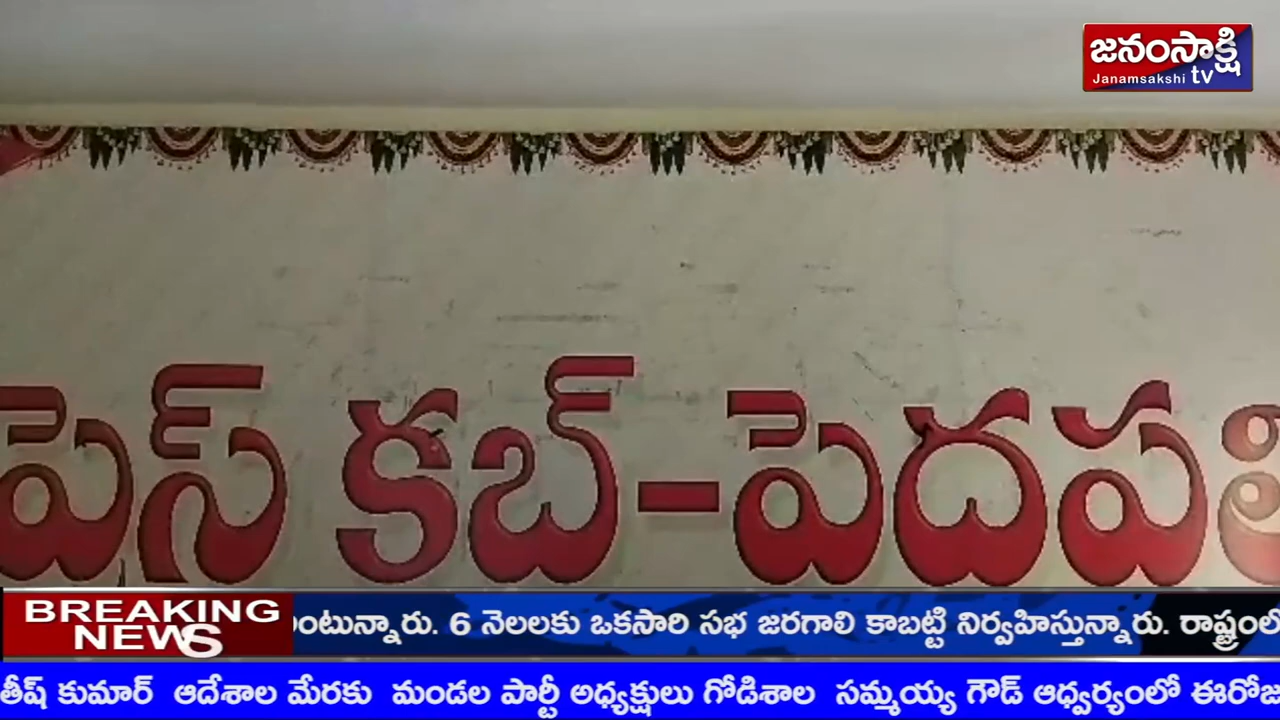 జనంసాక్షి
Janamsakshi tv
ప్రెస్ కబ్-పెదపల్లి
BREAKING NEWS
ంటున్నారు. 6 నెలలకు ఒకసారి సభ జరగాలి కాబట్టి నిర్వహిస్తున్నారు. రాష్ట్రంలో
తీష్ కుమార్ ఆదేశాల మేరకు మండల పార్టీ అధ్యక్షులు గోడిశాల సమ్మయ్య గౌడ్ ఆధ్వర్యంలో ఈరోజు